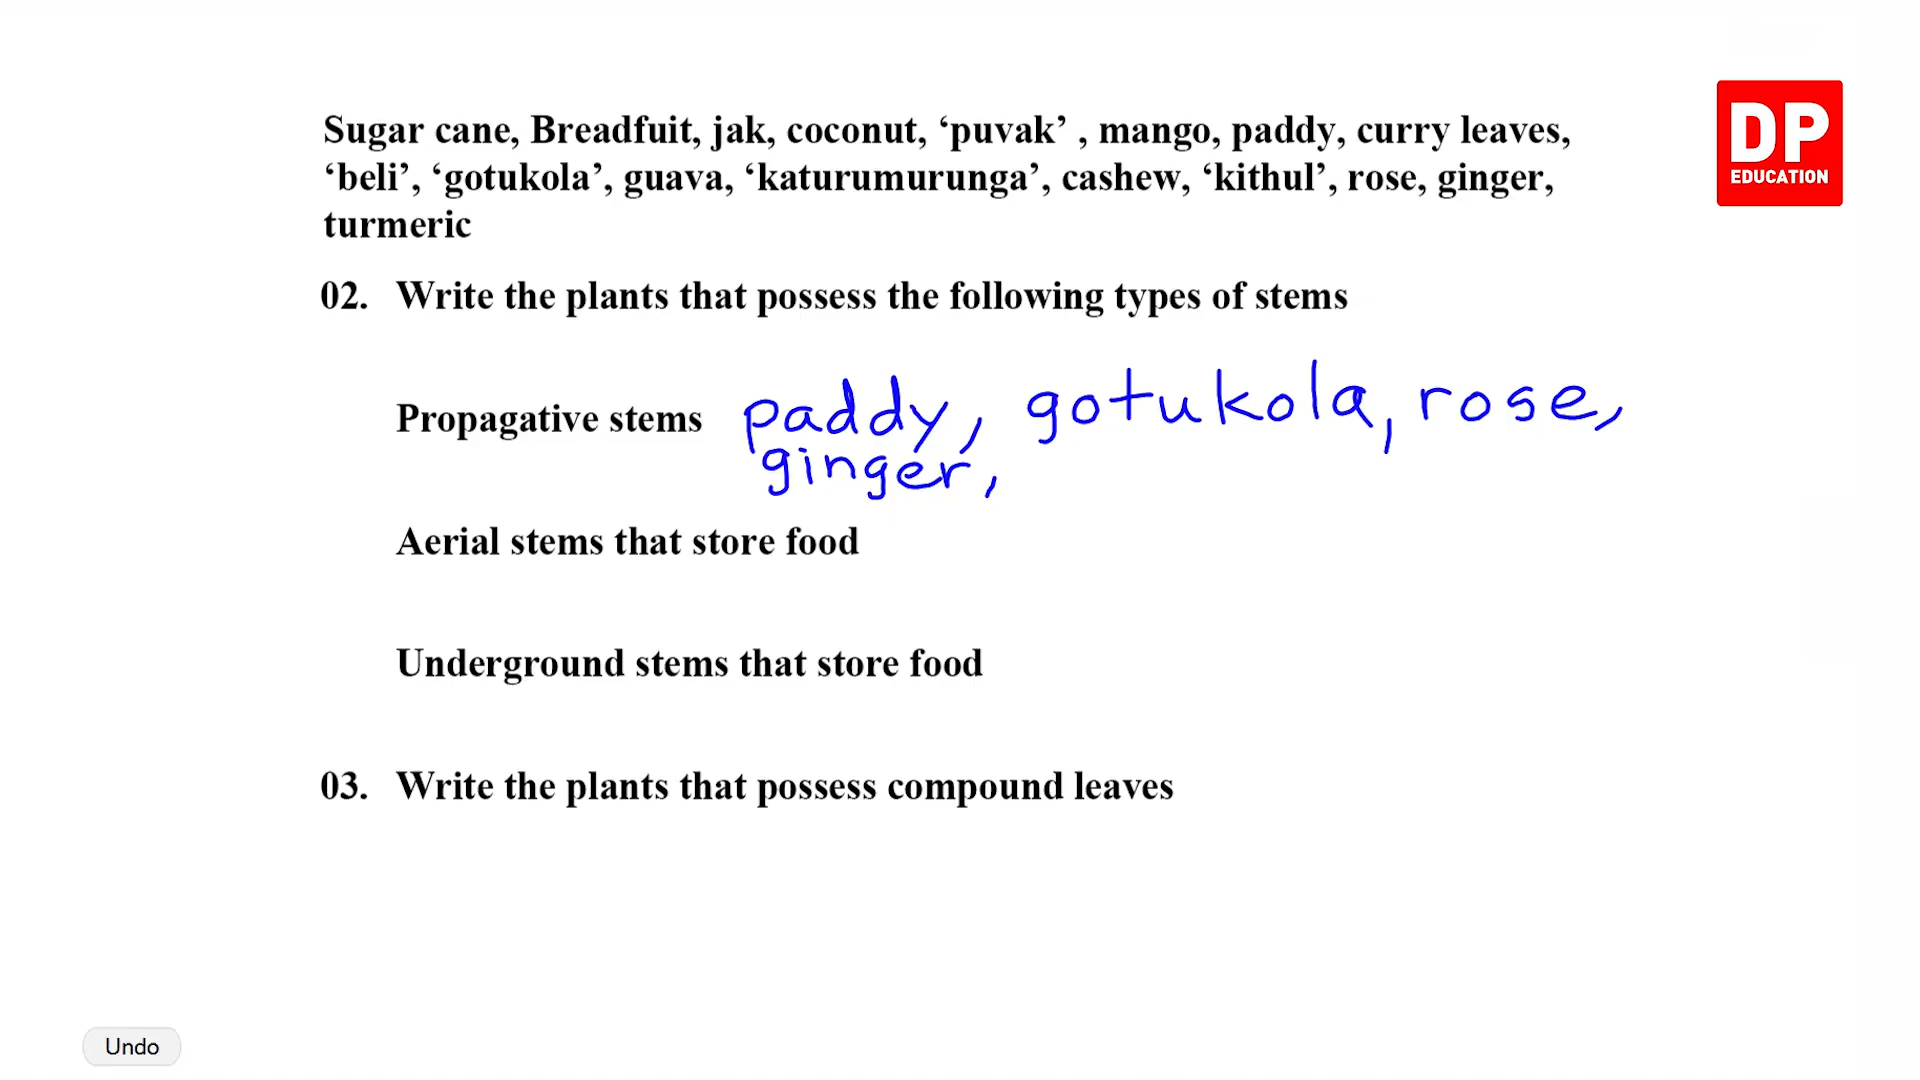 Sugar cane, Breadfuit, jak, coconut, ‘puvak’ , mango, paddy, curry leaves,
‘beli’, ‘gotukola’, guava, ‘katurumurunga’, cashew, ‘kithul’, rose, ginger,
turmeric
DP
EDUCATION
02. Write the plants that possess the following types of stems
Propagative stems paddy, gotukola, rose,
ginger,
Aerial stems that store food
Underground stems that store food
03. Write the plants that possess compound leaves
Undo